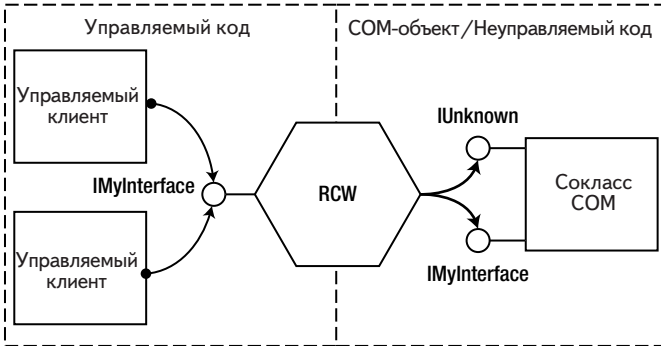 Управляемый код
COM-объект/Неуправляемый код
Управляемый
клиент
IMyInterface
RCW
IUnknown
Сокласс
COM
IMyInterface
Управляемый
клиент